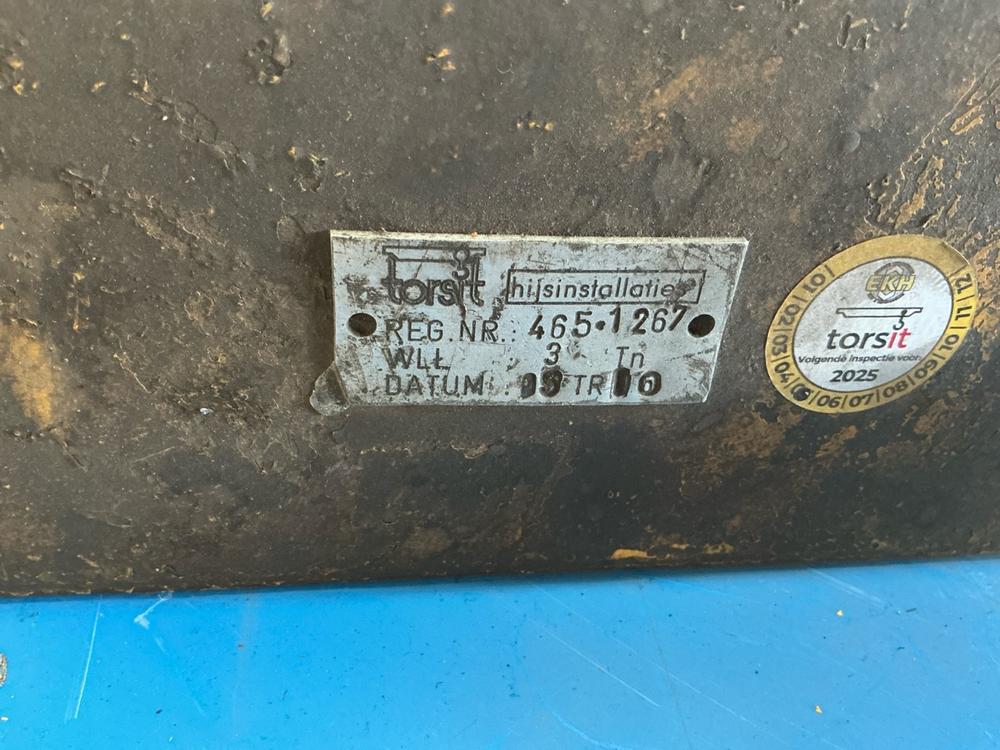 torsit hijsinstallaties
REG.NR.: 465.1267
WLL 3 Tn
DATUM: TR
EKH
torsit
Volgende inspectie voor:
2025
01|02|03|04|05|06|07|08|09|10|11|12